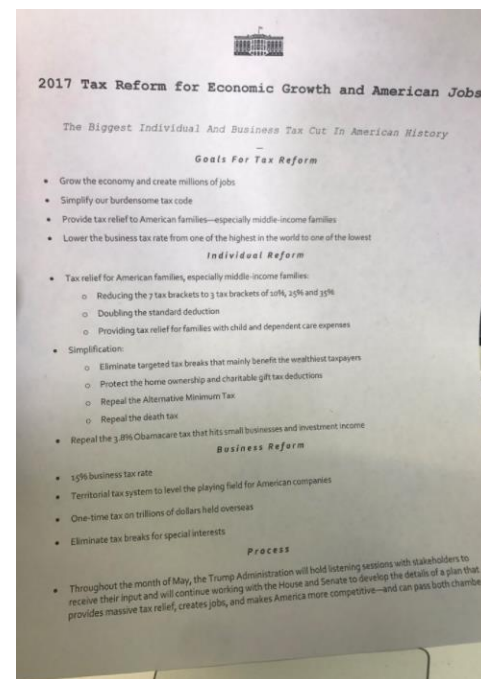 2017 Tax Reform for Economic Growth and American Jobs
The Biggest Individual And Business Tax Cut In American History
Goals For Tax Reform
• Grow the economy and create millions of jobs
• Simplify our burdensome tax code
• Provide tax relief to American families—especially middle-income families
• Lower the business tax rate from one of the highest in the world to one of the lowest
Individual Reform
• Tax relief for American families, especially middle-income families:
o Reducing the 7 tax brackets to 3 tax brackets of 10%, 25% and 35%
o Doubling the standard deduction
o Providing tax relief for families with child and dependent care expenses
• Simplification:
o Eliminate targeted tax breaks that mainly benefit the wealthiest taxpayers
o Protect the home ownership and charitable gift tax deductions
o Repeal the Alternative Minimum Tax
o Repeal the death tax
• Repeal the 3.8% Obamacare tax that hits small businesses and investment income
Business Reform
• 15% business tax rate
• Territorial tax system to level the playing field for American companies
• One-time tax on trillions of dollars held overseas
• Eliminate tax breaks for special interests
Process
• Throughout the month of May, the Trump Administration will hold listening sessions with stakeholders to
receive their input and will continue working with the House and Senate to develop the details of a plan that
provides massive tax relief, creates jobs, and makes America more competitive—and can pass both chambe